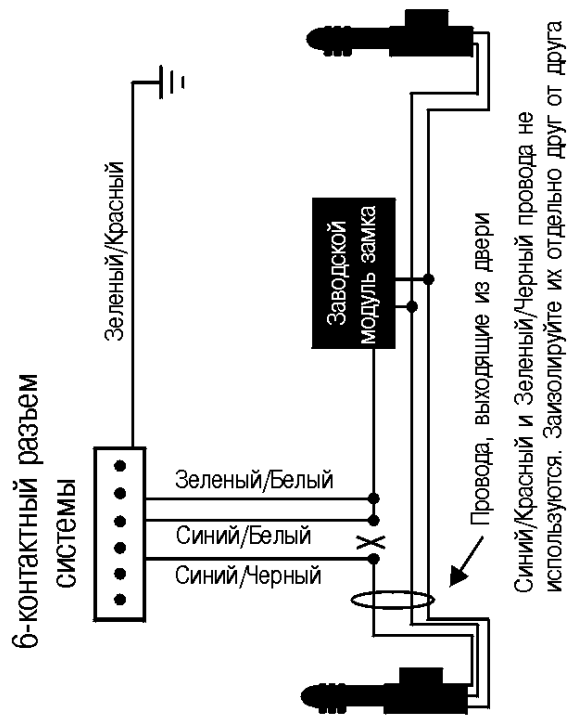 6-контактный разъем
системы
Зеленый/Красный
Зеленый/Белый
Синий/Белый
Синий/Черный
Заводской
модуль замка
Провода, выходящие из двери
Синий/Красный и Зеленый/Черный провода не
используются. Заизолируйте их отдельно друг от друга